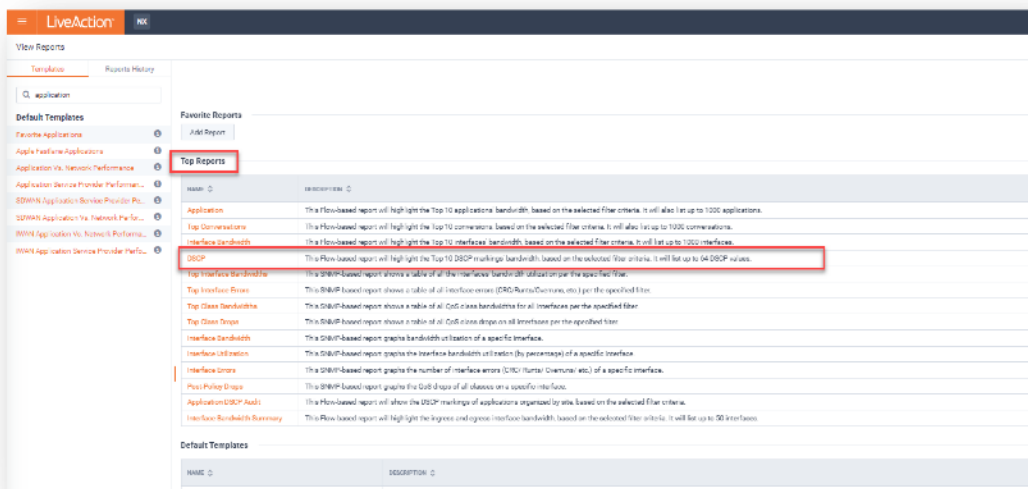 LiveAction NX
View Reports
Templates Reports History
application
Default Templates
Favorite Applications
Apple Fastlane Applications
Application Vs. Network Performance
Application Service Provider Performan...
SDWAN Application Service Provider Pe...
SDWAN Application Vs. Network Perfor...
IWAN Application Vs. Network Performa...
IWAN Application Service Provider Perfo...
Favorite Reports
Add Report
Top Reports
NAME DESCRIPTION
Application This Flow-based report will highlight the Top 10 applications' bandwidth, based on the selected filter criteria. It will also list up to 1000 applications.
Top Conversations This Flow-based report will highlight the Top 10 conversions, based on the selected filter criteria. It will also list up to 1000 conversations.
Interface Bandwidth This Flow-based report will highlight the Top 10 interfaces' bandwidth, based on the selected filter criteria. It will list up to 1000 interfaces.
DSCP This Flow-based report will highlight the Top 10 DSCP markings' bandwidth, based on the selected filter criteria. It will list up to 64 DSCP values.
Top Interface Bandwidths This SNMP-based report shows a table of all the interfaces' bandwidth utilization per the specified filter.
Top Interface Errors This SNMP-based report shows a table of all interface errors (CRC/Runts/Overruns, etc.) per the specified filter.
Top Class Bandwidths This SNMP-based report shows a table of all QoS class bandwidths for all interfaces per the specified filter
Top Class Drops This SNMP-based report shows a table of all QoS class drops on all interfaces per the specified filter
Interface Bandwidth This SNMP-based report graphs bandwidth utilization of a specific interface.
Interface Utilization This SNMP-based report graphs the interface bandwidth utilization (by percentage) of a specific interface
Interface Errors This SNMP-based report graphs the number of interface errors (CRC/ Runts/ Overruns/ etc.) of a specific interface.
Post-Policy Drops This SNMP-based report graphs the QoS drops of all classes on a specific interface.
Application DSCP Audit This Flow-based report will show the DSCP markings of applications organized by site, based on the selected filter criteria.
Interface Bandwidth Summary This Flow-based report will highlight the ingress and egress interface bandwidth, based on the selected filter criteria. It will list up to 50 interfaces.
Default Templates
NAME DESCRIPTION